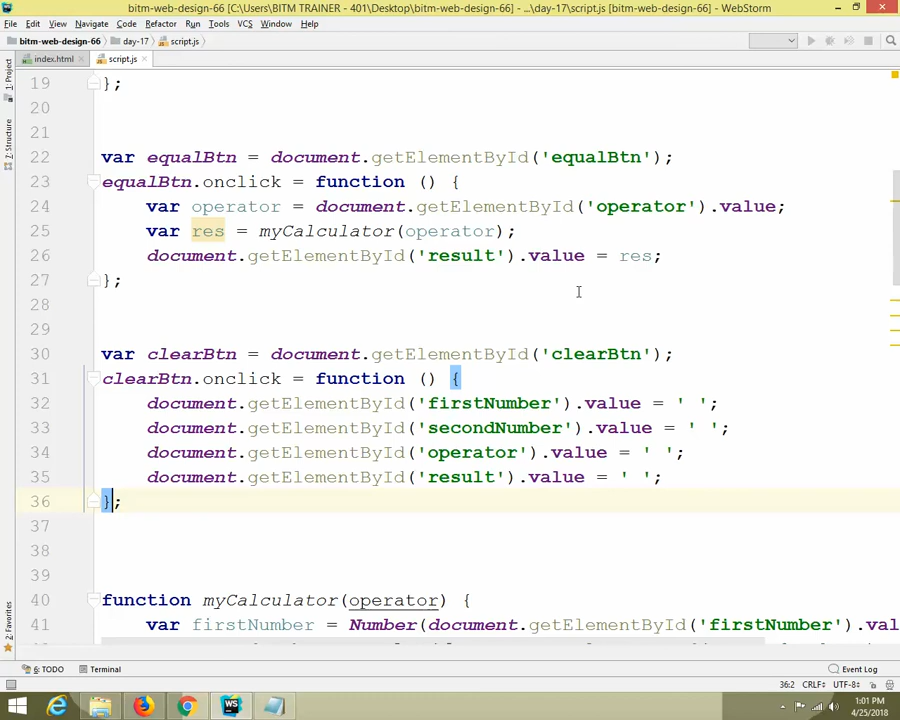 bitm-web-design-66 [C:\Users\BITM TRAINER - 401\Desktop\bitm-web-design-66] - ...\day-17\script.js [bitm-web-design-66] - WebStorm
File Edit View Navigate Code Refactor Run Tools VCS Window Help
bitm-web-design-66 day-17 script.js
index.html script.js
1: Project
7: Structure
2: Favorites
19 };
20
21
22 var equalBtn = document.getElementById('equalBtn');
23 equalBtn.onclick = function () {
24 var operator = document.getElementById('operator').value;
25 var res = myCalculator(operator);
26 document.getElementById('result').value = res;
27 };
28
29
30 var clearBtn = document.getElementById('clearBtn');
31 clearBtn.onclick = function () {
32 document.getElementById('firstNumber').value = ' ';
33 document.getElementById('secondNumber').value = ' ';
34 document.getElementById('operator').value = ' ';
35 document.getElementById('result').value = ' ';
36 };
37
38
39
40 function myCalculator(operator) {
41 var firstNumber = Number(document.getElementById('firstNumber').val
6: TODO Terminal Event Log
36:2 CRLF UTF-8
WS
1:01 PM
4/25/2018